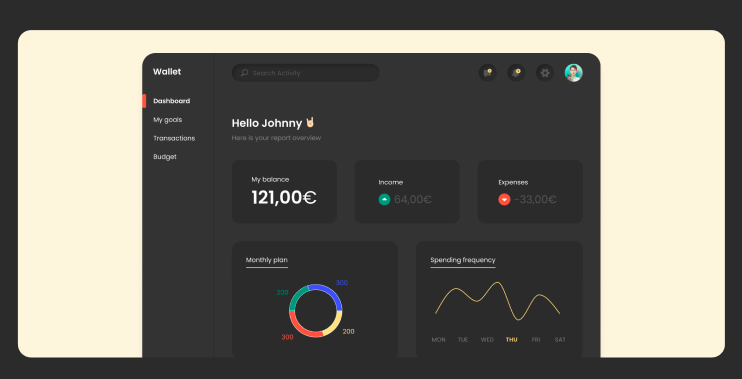 Wallet
Search Activity
Dashboard
My goals
Transactions
Budget
Hello Johnny 🤘🏻
Here is your report overview
My balance
121,00€
Income
64,00€
Expenses
-33,00€
Monthly plan
300
200
200
300
Spending frequency
MON TUE WED THU FRI SAT